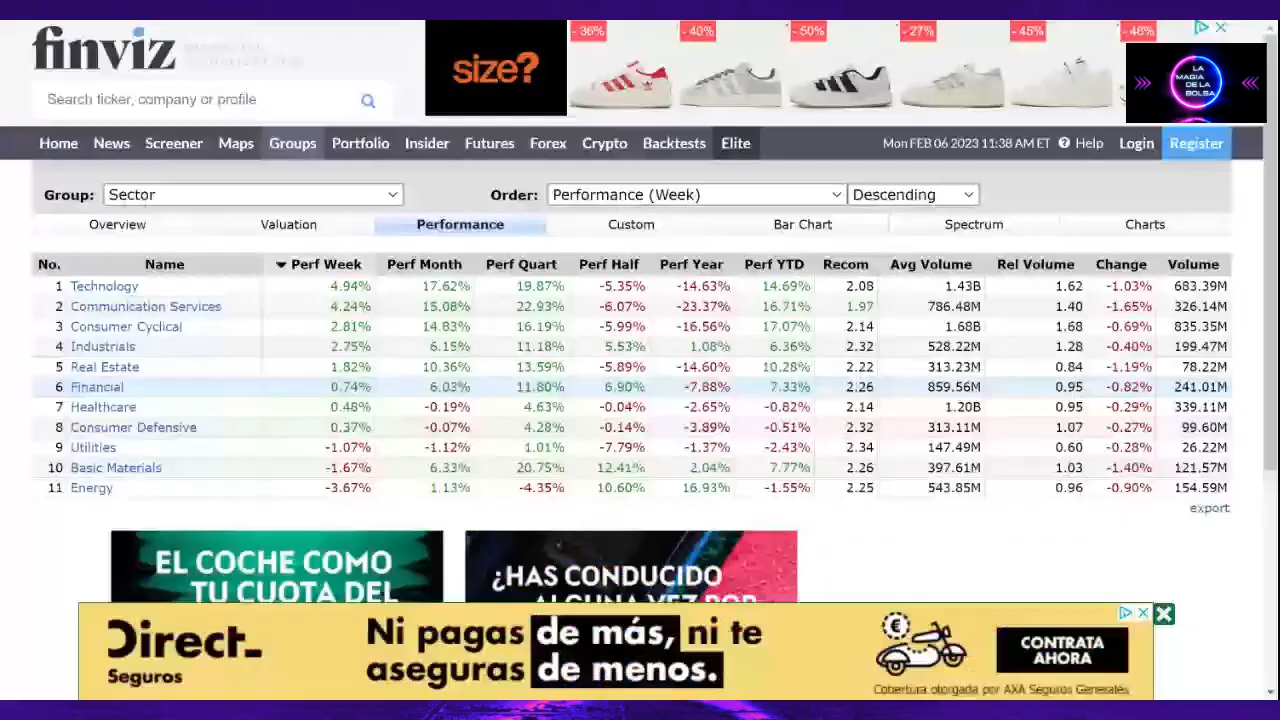 finviz
size?
- 36%
- 40%
- 50%
- 27%
- 45%
- 46%
LA
MAGIA
DE LA
BOLSA
Search ticker, company or profile
Home News Screener Maps Groups Portfolio Insider Futures Forex Crypto Backtests Elite Mon FEB 06 2023 11:38 AM ET Help Login Register
Group: Sector Order: Performance (Week) Descending
Overview Valuation Performance Custom Bar Chart Spectrum Charts
No. Name Perf Week Perf Month Perf Quart Perf Half Perf Year Perf YTD Recom Avg Volume Rel Volume Change Volume
1 Technology 4.94% 17.62% 19.87% -5.35% -14.63% 14.69% 2.08 1.43B 1.62 -1.03% 683.39M
2 Communication Services 4.24% 15.08% 22.93% -6.07% -23.37% 16.71% 1.97 786.48M 1.40 -1.65% 326.14M
3 Consumer Cyclical 2.81% 14.83% 16.19% -5.99% -16.56% 17.07% 2.14 1.68B 1.68 -0.69% 835.35M
4 Industrials 2.75% 6.15% 11.18% 5.53% 1.08% 6.36% 2.32 528.22M 1.28 -0.40% 199.47M
5 Real Estate 1.82% 10.36% 13.59% -5.89% -14.60% 10.28% 2.22 313.23M 0.84 -1.19% 78.22M
6 Financial 0.74% 6.03% 11.80% 6.90% -7.88% 7.33% 2.26 859.56M 0.95 -0.82% 241.01M
7 Healthcare 0.48% -0.19% 4.63% -0.04% -2.65% -0.82% 2.14 1.20B 0.95 -0.29% 339.11M
8 Consumer Defensive 0.37% -0.07% 4.28% -0.14% -3.89% -0.51% 2.32 313.11M 1.07 -0.27% 99.60M
9 Utilities -1.07% -1.12% 1.01% -7.79% -1.37% -2.43% 2.34 147.49M 0.60 -0.28% 26.22M
10 Basic Materials -1.67% 6.33% 20.75% 12.41% 2.04% 7.77% 2.26 397.61M 1.03 -1.40% 121.57M
11 Energy -3.67% 1.13% -4.35% 10.60% 16.93% -1.55% 2.25 543.85M 0.96 -0.90% 154.59M
export
EL COCHE COMO
TU CUOTA DEL
¿HAS CONDUCIDO
ALGUNA VEZ POR
Direct
Seguros
Ni pagas de más, ni te
aseguras de menos.
CONTRATA
AHORA
Cobertura otorgada por AXA Seguros Generales